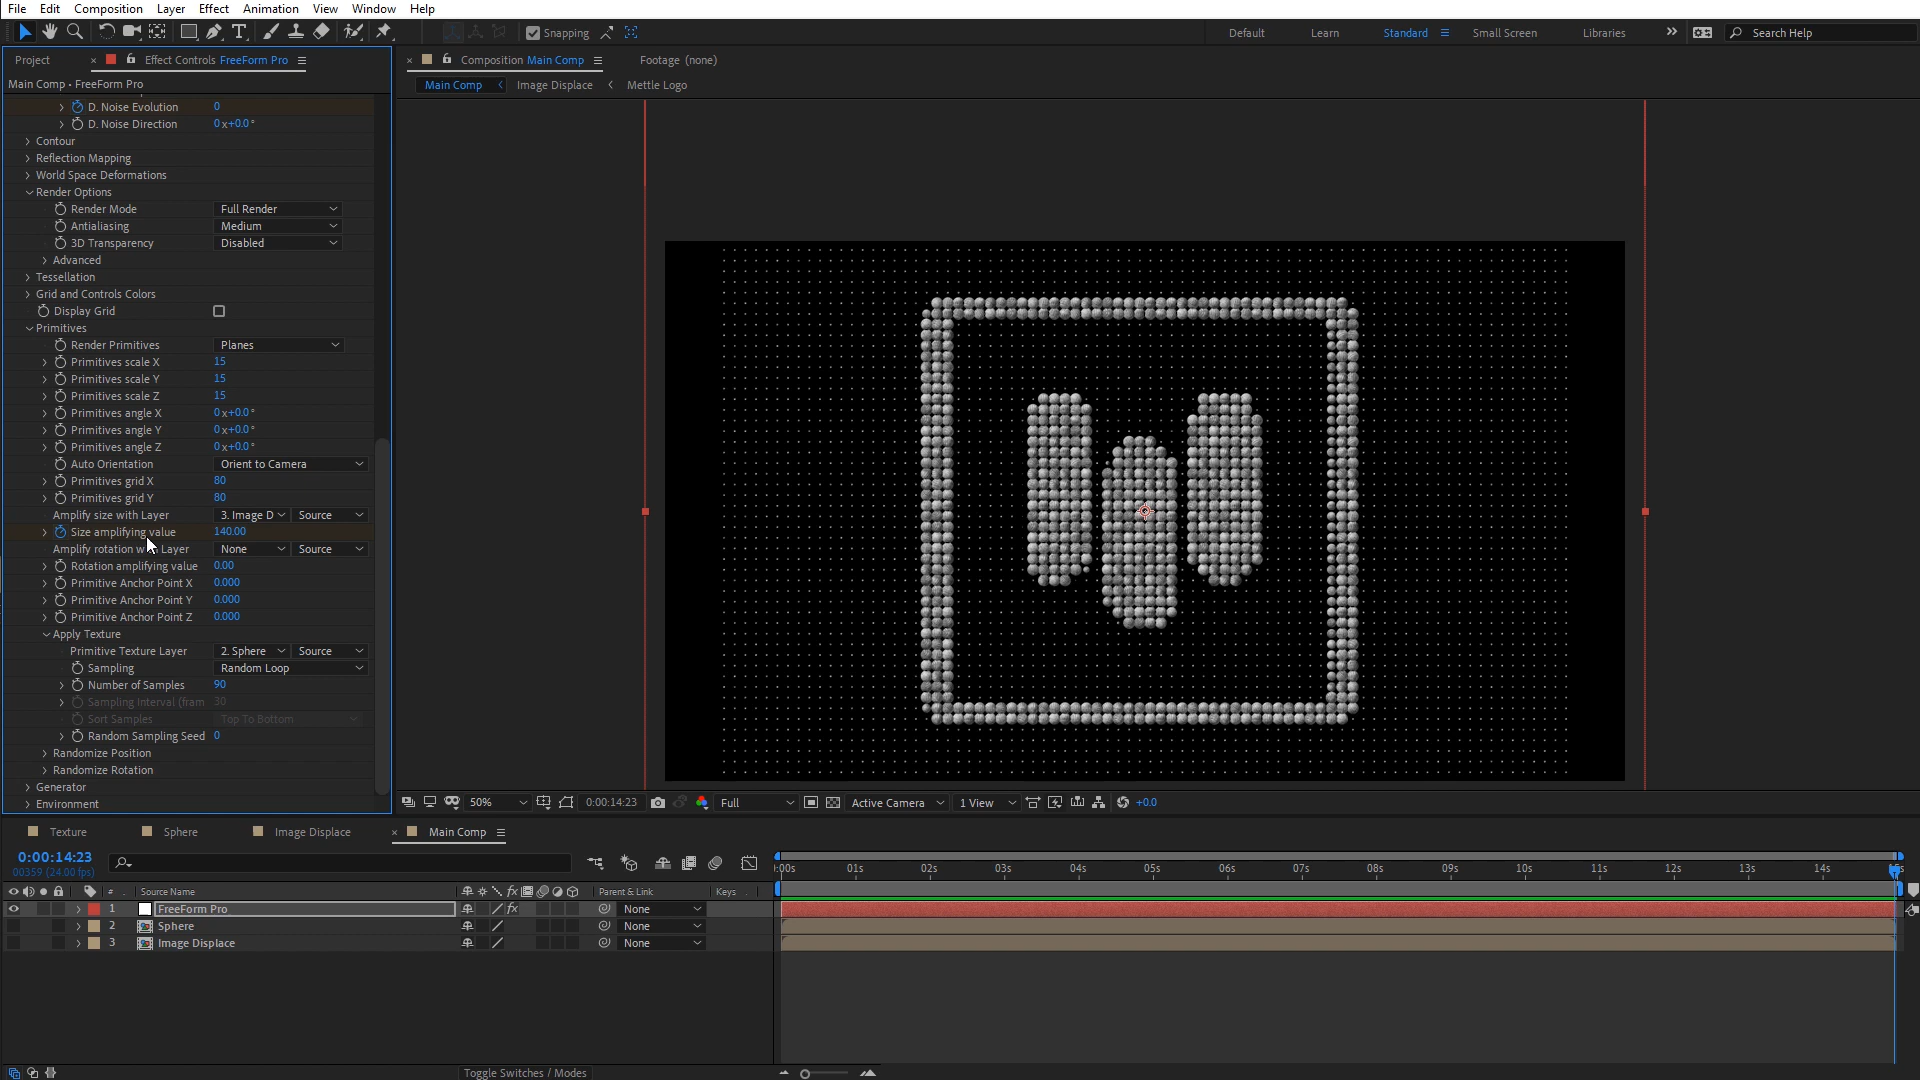 File Edit Composition Layer Effect Animation View Window Help
Snapping Default Learn Standard Small Screen Libraries Search Help
Project Effect Controls FreeForm Pro Composition Main Comp Footage (none)
Main Comp • FreeForm Pro
Main Comp Image Displace Mettle Logo
D. Noise Evolution 0
D. Noise Direction 0x+0.0°
Contour
Reflection Mapping
World Space Deformations
Render Options
Render Mode Full Render
Antialiasing Medium
3D Transparency Disabled
Advanced
Tessellation
Grid and Controls Colors
Display Grid
Primitives
Render Primitives Planes
Primitives scale X 15
Primitives scale Y 15
Primitives scale Z 15
Primitives angle X 0x+0.0°
Primitives angle Y 0x+0.0°
Primitives angle Z 0x+0.0°
Auto Orientation Orient to Camera
Primitives grid X 80
Primitives grid Y 80
Amplify size with Layer 3. Image D Source
Size amplifying value 140.00
Amplify rotation Layer None Source
Rotation amplifying value 0.00
Primitive Anchor Point X 0.000
Primitive Anchor Point Y 0.000
Primitive Anchor Point Z 0.000
Apply Texture
Primitive Texture Layer 2. Sphere Source
Sampling Random Loop
Number of Samples 90
Sampling Interval (fram 30
Sort Samples Top To Bottom
Random Sampling Seed 0
Randomize Position
Randomize Rotation
Generator
Environment
50% 0:00:14:23 Full Active Camera 1 View +0.0
Texture Sphere Image Displace Main Comp
0:00:14:23
00359 (24.00 fps)
:00s 01s 02s 03s 04s 05s 06s 07s 08s 09s 10s 11s 12s 13s 14s
# Source Name fx Parent & Link Keys
1 FreeForm Pro fx None
2 Sphere None
3 Image Displace None
Toggle Switches / Modes